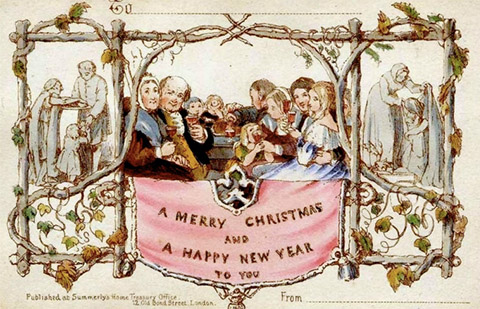 To
A MERRY CHRISTMAS
AND
A HAPPY NEW YEAR
TO YOU
Published at Summerly's Home Treasury Office,
12 Old Bond Street, London.
From